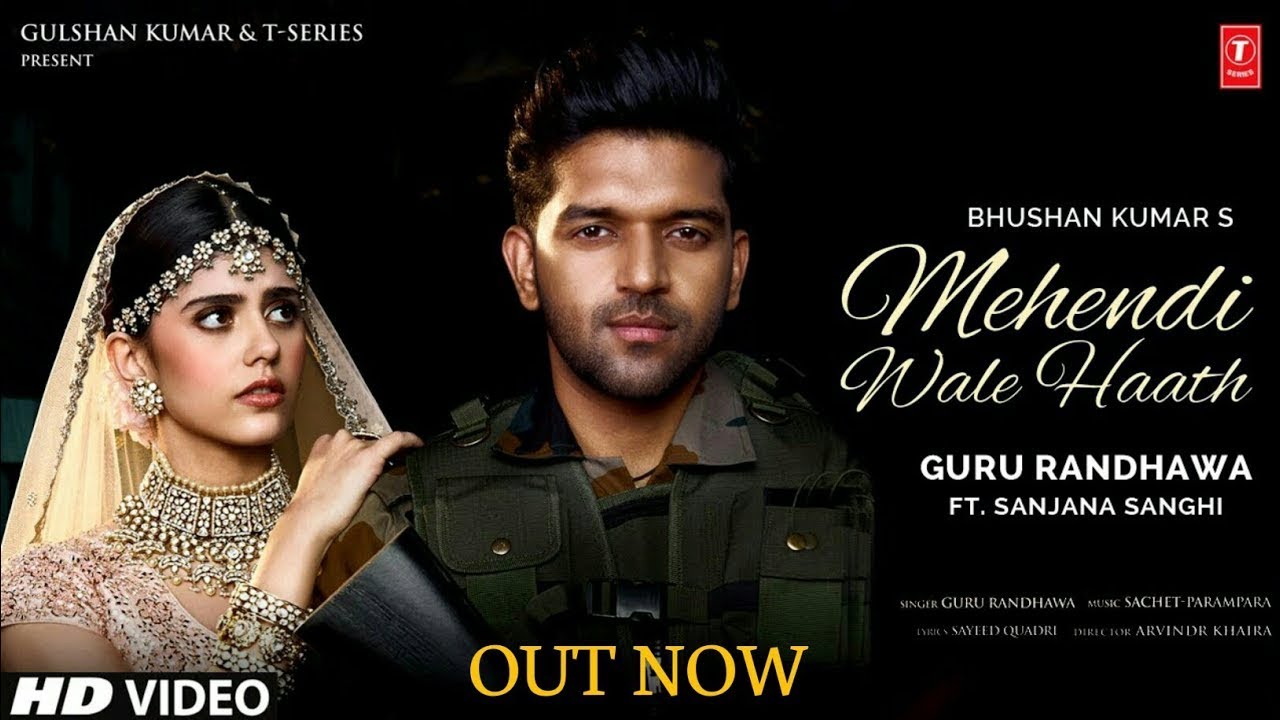 GULSHAN KUMAR & T-SERIES
PRESENT
T
SERIES
BHUSHAN KUMAR S
Mehendi
Wale Haath
GURU RANDHAWA
FT. SANJANA SANGHI
SINGER GURU RANDHAWA MUSIC SACHET-PARAMPARA
LYRICS SAYEED QUADRI DIRECTOR ARVINDR KHAIRA
OUT NOW
HD VIDEO